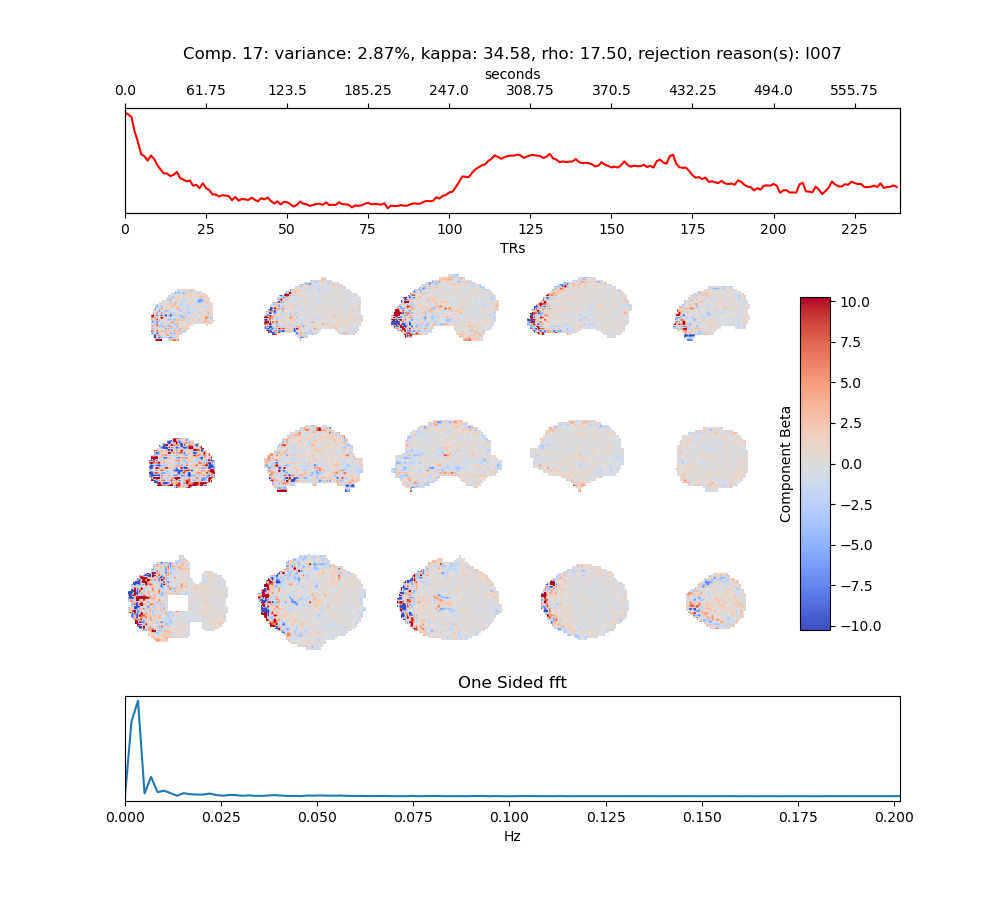 Comp. 17: variance: 2.87%, kappa: 34.58, rho: 17.50, rejection reason(s): I007
seconds
0.0 61.75 123.5 185.25 247.0 308.75 370.5 432.25 494.0 555.75
0 25 50 75 100 125 150 175 200 225
TRs
10.0
7.5
5.0
2.5
0.0
−2.5
−5.0
−7.5
−10.0
Component Beta
One Sided fft
0.000 0.025 0.050 0.075 0.100 0.125 0.150 0.175 0.200
Hz